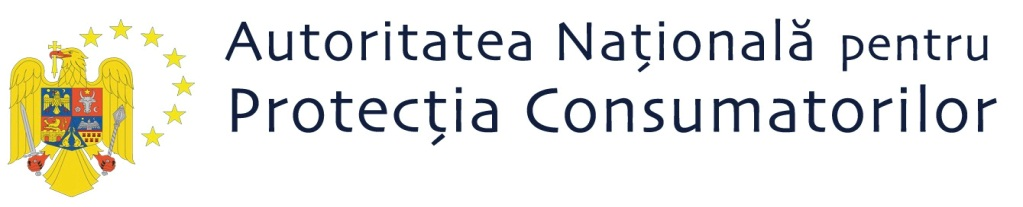 Autoritatea Națională pentru
Protecția Consumatorilor